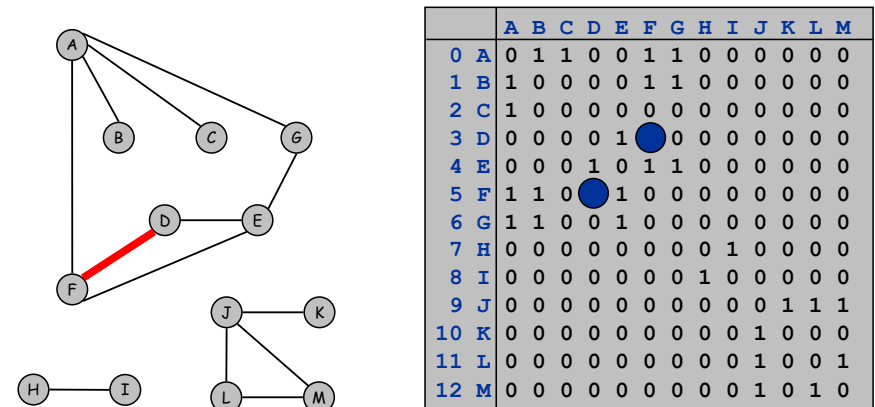 A
B
C
G
D
E
F
J
K
H
I
L
M
A B C D E F G H I J K L M
0 A 0 1 1 0 0 1 1 0 0 0 0 0 0
1 B 1 0 0 0 0 1 1 0 0 0 0 0 0
2 C 1 0 0 0 0 0 0 0 0 0 0 0 0
3 D 0 0 0 0 1 0 0 0 0 0 0 0
4 E 0 0 0 1 0 1 1 0 0 0 0 0 0
5 F 1 1 0 1 0 0 0 0 0 0 0 0
6 G 1 1 0 0 1 0 0 0 0 0 0 0 0
7 H 0 0 0 0 0 0 0 0 1 0 0 0 0
8 I 0 0 0 0 0 0 0 1 0 0 0 0 0
9 J 0 0 0 0 0 0 0 0 0 0 1 1 1
10 K 0 0 0 0 0 0 0 0 0 1 0 0 0
11 L 0 0 0 0 0 0 0 0 0 1 0 0 1
12 M 0 0 0 0 0 0 0 0 0 1 0 1 0